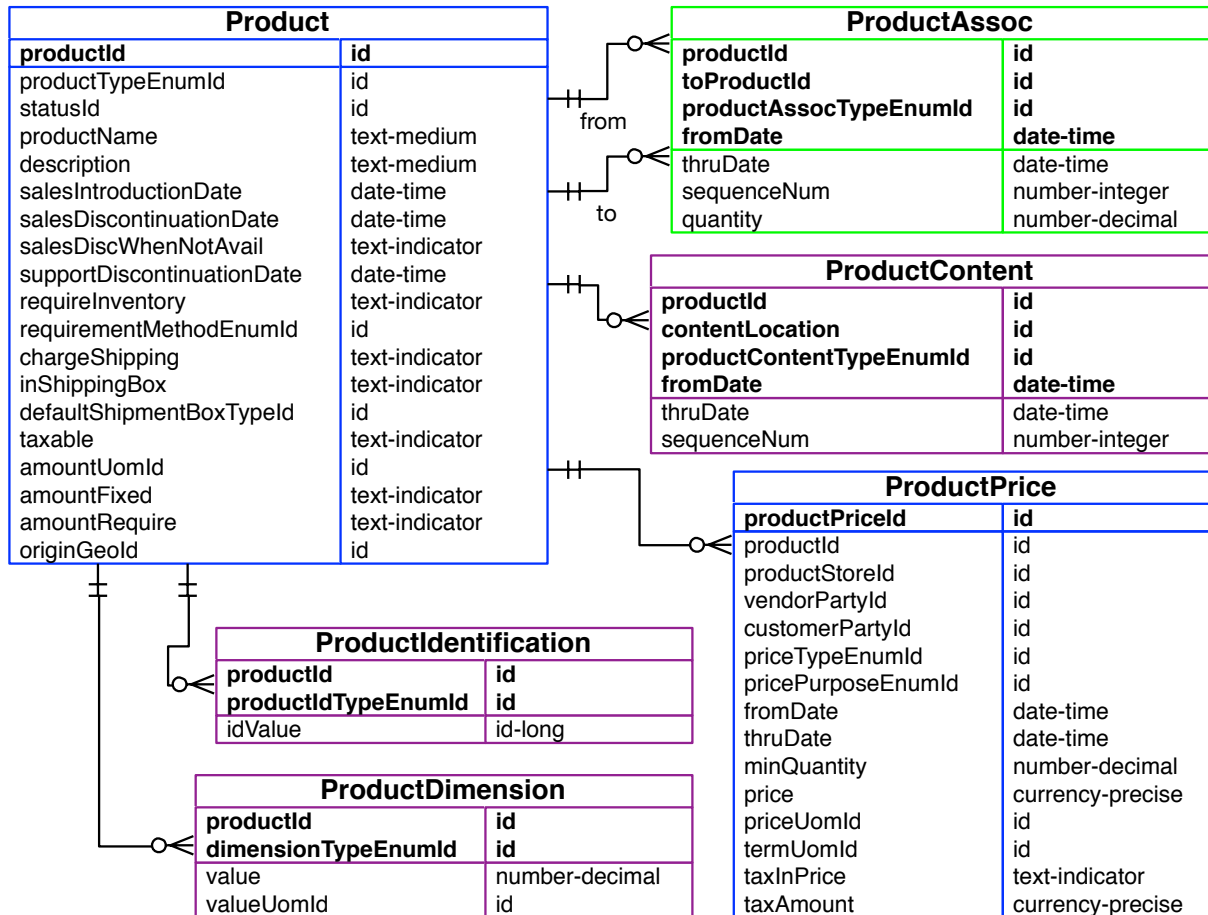 Product
productId id
productTypeEnumId id
statusId id
productName text-medium
description text-medium
salesIntroductionDate date-time
salesDiscontinuationDate date-time
salesDiscWhenNotAvail text-indicator
supportDiscontinuationDate date-time
requireInventory text-indicator
requirementMethodEnumId id
chargeShipping text-indicator
inShippingBox text-indicator
defaultShipmentBoxTypeId id
taxable text-indicator
amountUomId id
amountFixed text-indicator
amountRequire text-indicator
originGeoId id
from
to
ProductAssoc
productId id
toProductId id
productAssocTypeEnumId id
fromDate date-time
thruDate date-time
sequenceNum number-integer
quantity number-decimal
ProductContent
productId id
contentLocation id
productContentTypeEnumId id
fromDate date-time
thruDate date-time
sequenceNum number-integer
ProductPrice
productPriceId id
productId id
productStoreId id
vendorPartyId id
customerPartyId id
priceTypeEnumId id
pricePurposeEnumId id
fromDate date-time
thruDate date-time
minQuantity number-decimal
price currency-precise
priceUomId id
termUomId id
taxInPrice text-indicator
taxAmount currency-precise
ProductIdentification
productId id
productIdTypeEnumId id
idValue id-long
ProductDimension
productId id
dimensionTypeEnumId id
value number-decimal
valueUomId id